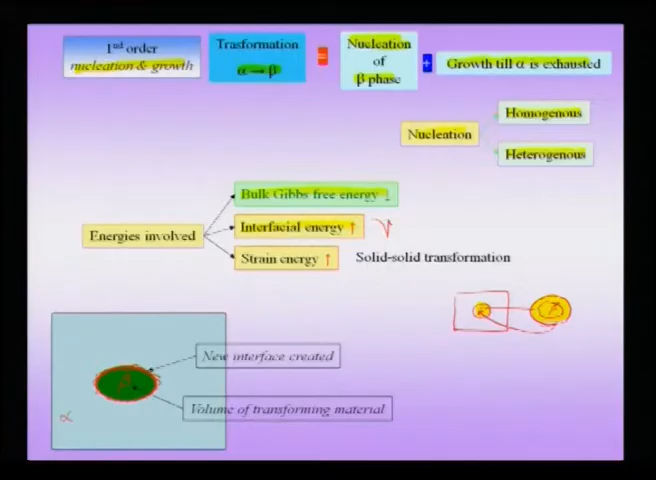 1nd order
nucleation & growth
Trasformation
α → β
=
Nucleation
of
β phase
+
Growth till α is exhausted
Homogenous
Nucleation
Heterogenous
Bulk Gibbs free energy ↓
Interfacial energy ↑
γ
Energies involved
Strain energy ↑
Solid-solid transformation
New interface created
β
Volume of transforming material
α